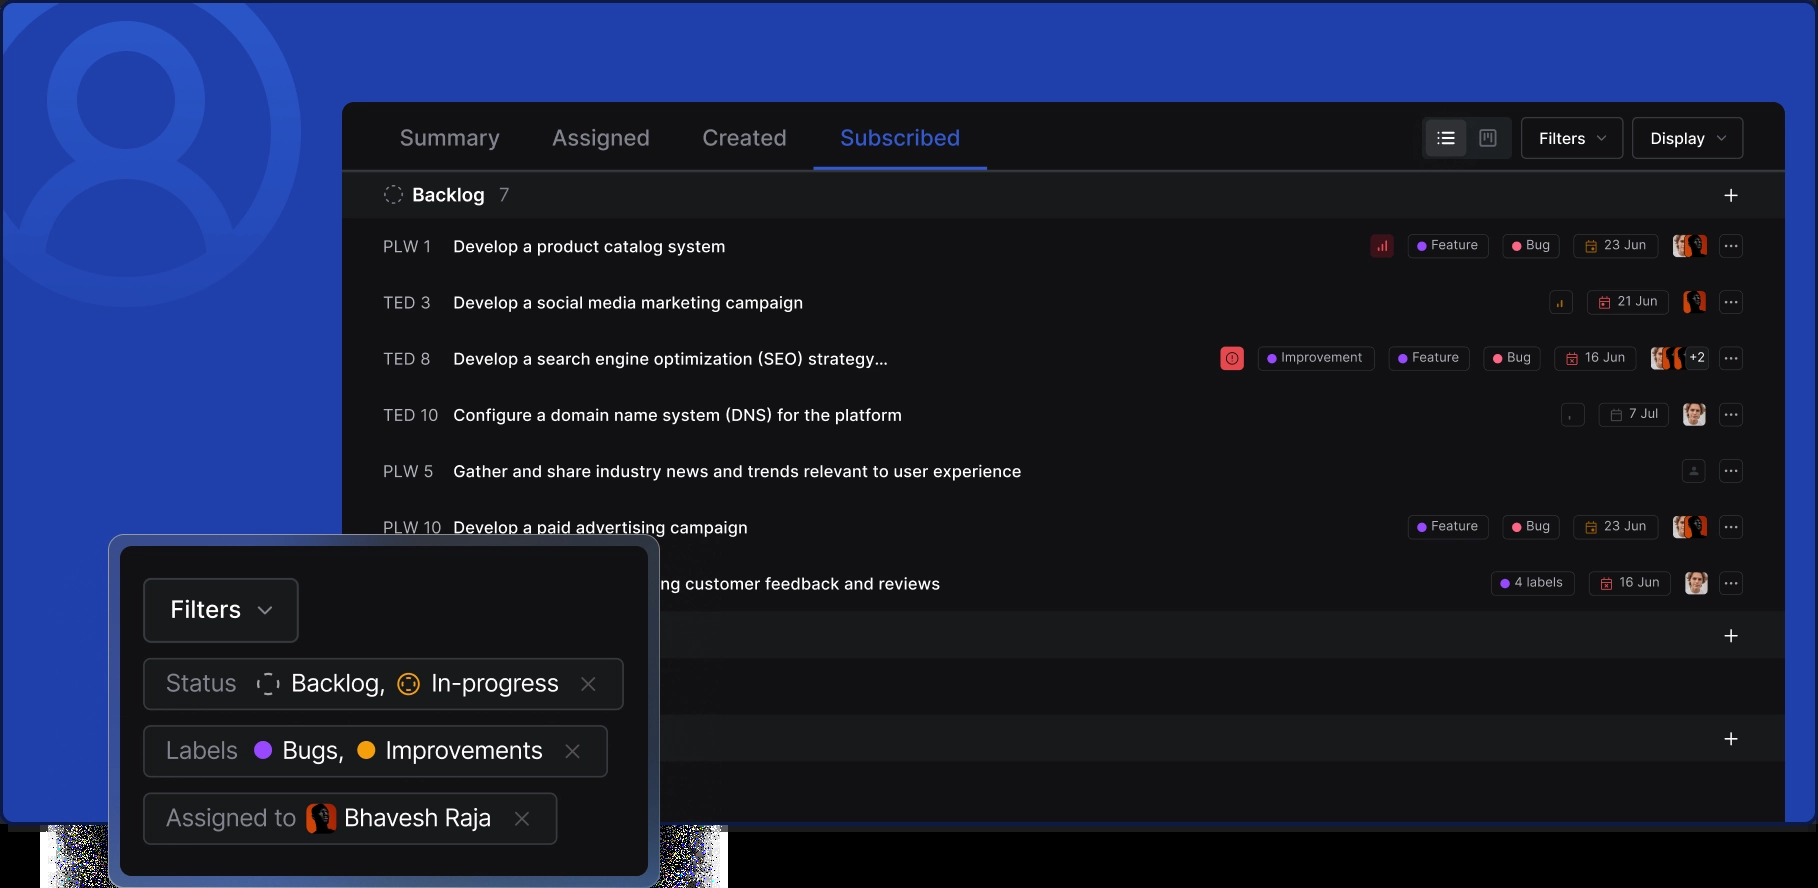 Summary Assigned Created Subscribed Filters Display
Backlog 7
PLW 1 Develop a product catalog system Feature Bug 23 Jun
TED 3 Develop a social media marketing campaign 21 Jun
TED 8 Develop a search engine optimization (SEO) strategy... Improvement Feature Bug 16 Jun +2
TED 10 Configure a domain name system (DNS) for the platform 7 Jul
PLW 5 Gather and share industry news and trends relevant to user experience
PLW 10 Develop a paid advertising campaign Feature Bug 23 Jun
customer feedback and reviews 4 labels 16 Jun
Filters
Status Backlog, In-progress
Labels Bugs, Improvements
Assigned to Bhavesh Raja